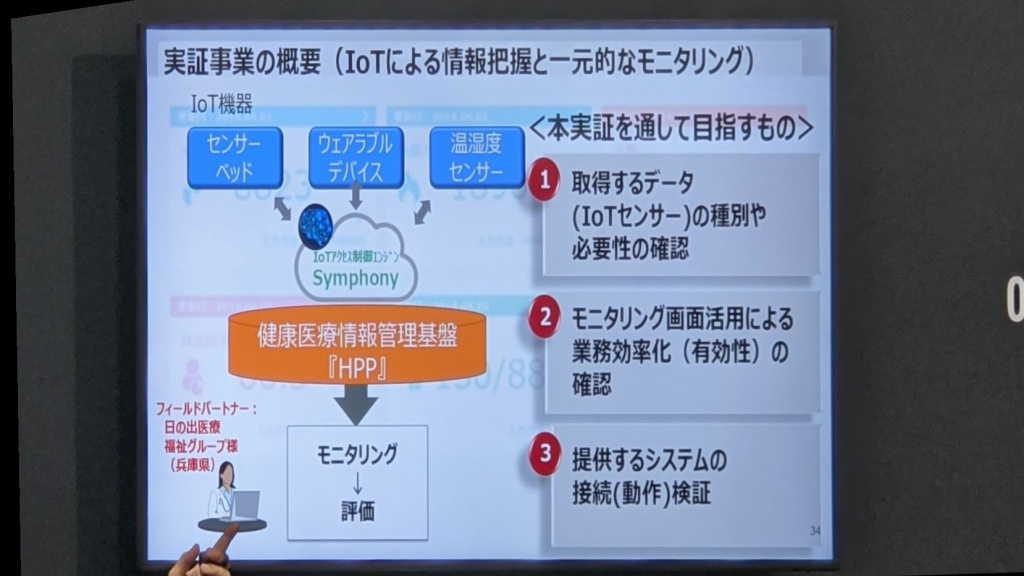 実証事業の概要（IoTによる情報把握と一元的なモニタリング）
IoT機器
センサー
ベッド
ウェアラブル
デバイス
温湿度
センサー
IoTアクセス制御エンジン
Symphony
健康医療情報管理基盤
『HPP』
フィールドパートナー：
日の出医療
福祉グループ様
（兵庫県）
モニタリング
↓
評価
＜本実証を通して目指すもの＞
1
取得するデータ
(IoTセンサー)の種別や
必要性の確認
2
モニタリング画面活用による
業務効率化（有効性）の
確認
3
提供するシステムの
接続(動作)検証
34
0